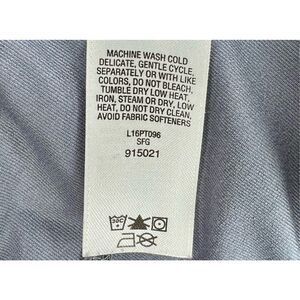 MACHINE WASH COLD
DELICATE, GENTLE CYCLE,
SEPARATELY OR WITH LIKE
COLORS, DO NOT BLEACH.
TUMBLE DRY LOW HEAT,
IRON, STEAM OR DRY, LOW
HEAT, DO NOT DRY CLEAN.
AVOID FABRIC SOFTENERS
L16PT096
SFG
915021
30C